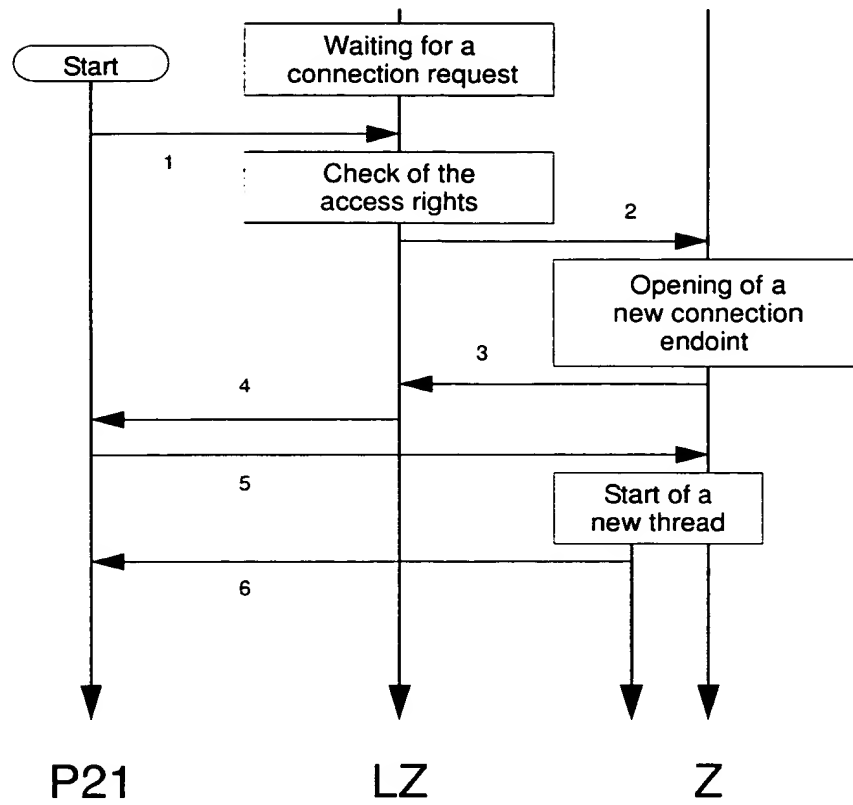 Waiting for a
connection request
Start
1
Check of the
access rights
2
Opening of a
new connection
endoint
3
4
5
Start of a
new thread
6
P21
LZ
Z